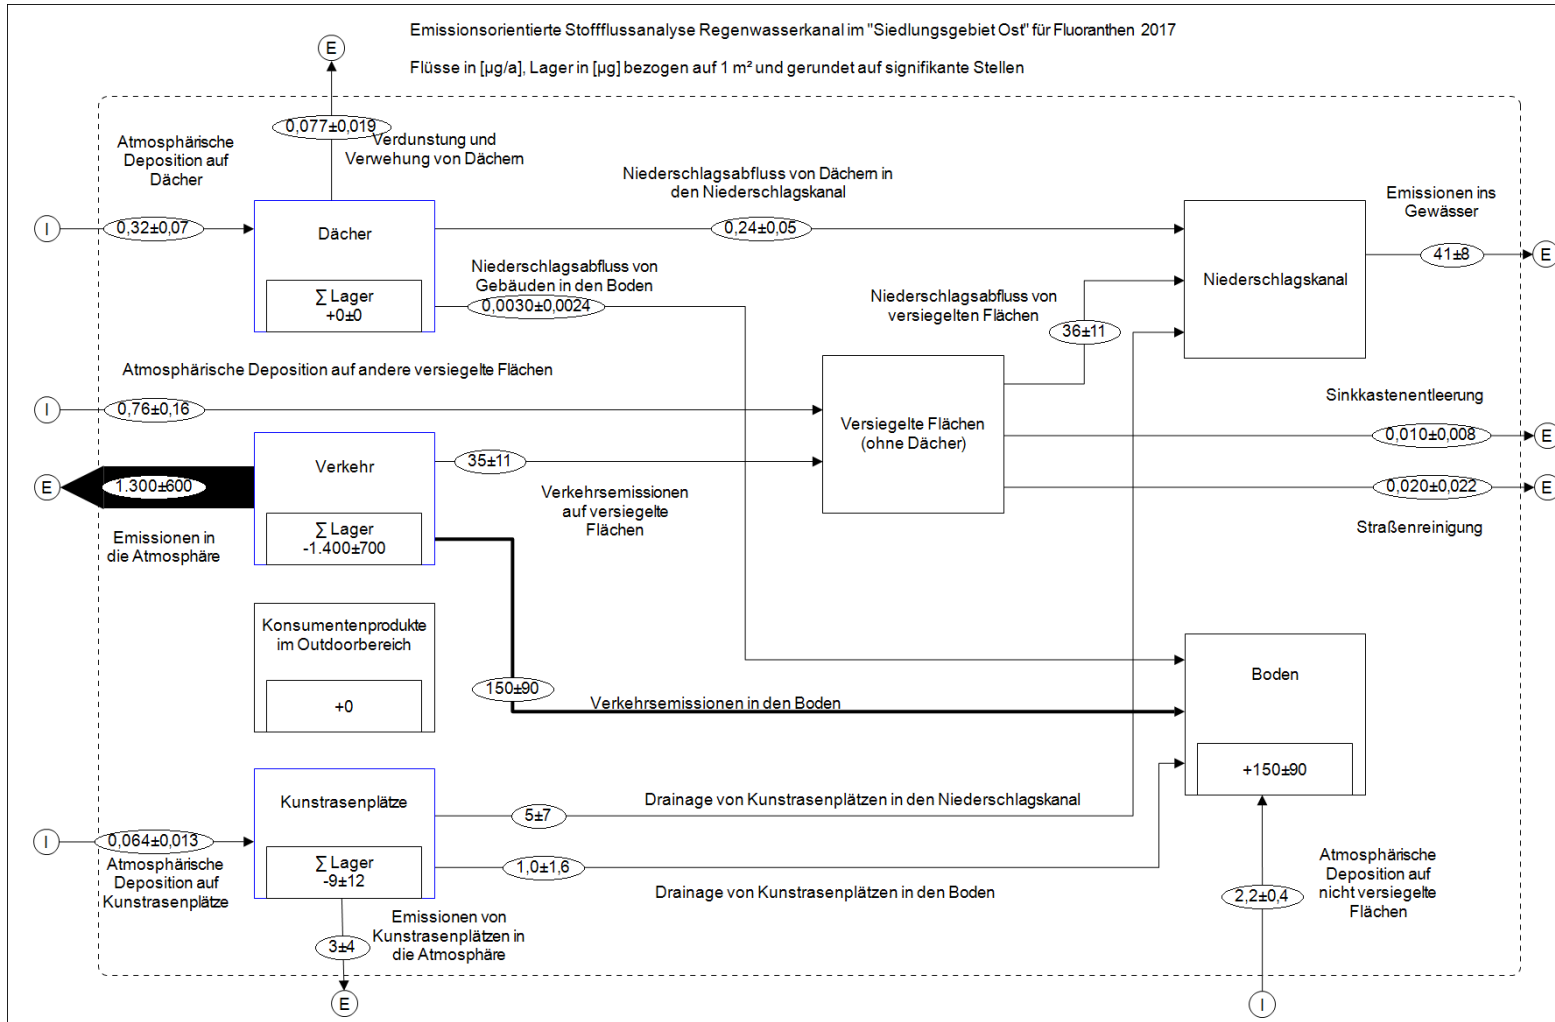 Emissionsorientierte Stoffflussanalyse Regenwasserkanal im "Siedlungsgebiet Ost" für Fluoranthen 2017
Flüsse in [µg/a], Lager in [µg] bezogen auf 1 m² und gerundet auf signifikante Stellen
E
0,077±0,019
Verdunstung und
Verwehung von Dächern
Atmosphärische
Deposition auf
Dächer
I
0,32±0,07
Dächer
∑ Lager
+0±0
Niederschlagsabfluss von Dächern in
den Niederschlagskanal
0,24±0,05
Niederschlagsabfluss von
Gebäuden in den Boden
0,0030±0,0024
Niederschlagskanal
Emissionen ins
Gewässer
41±8
E
Niederschlagsabfluss von
versiegelten Flächen
36±11
Atmosphärische Deposition auf andere versiegelte Flächen
I
0,76±0,16
Versiegelte Flächen
(ohne Dächer)
Sinkkastenentleerung
0,010±0,008
E
0,020±0,022
E
Straßenreinigung
E
1.300±600
Emissionen in
die Atmosphäre
Verkehr
∑ Lager
-1.400±700
35±11
Verkehrsemissionen
auf versiegelte
Flächen
Konsumentenprodukte
im Outdoorbereich
+0
150±90
Verkehrsemissionen in den Boden
Boden
+150±90
I
0,064±0,013
Atmosphärische
Deposition auf
Kunstrasenplätze
Kunstrasenplätze
∑ Lager
-9±12
5±7
Drainage von Kunstrasenplätzen in den Niederschlagskanal
1,0±1,6
Drainage von Kunstrasenplätzen in den Boden
Emissionen von
Kunstrasenplätzen in
die Atmosphäre
3±4
E
Atmosphärische
Deposition auf
nicht versiegelte
Flächen
2,2±0,4
I